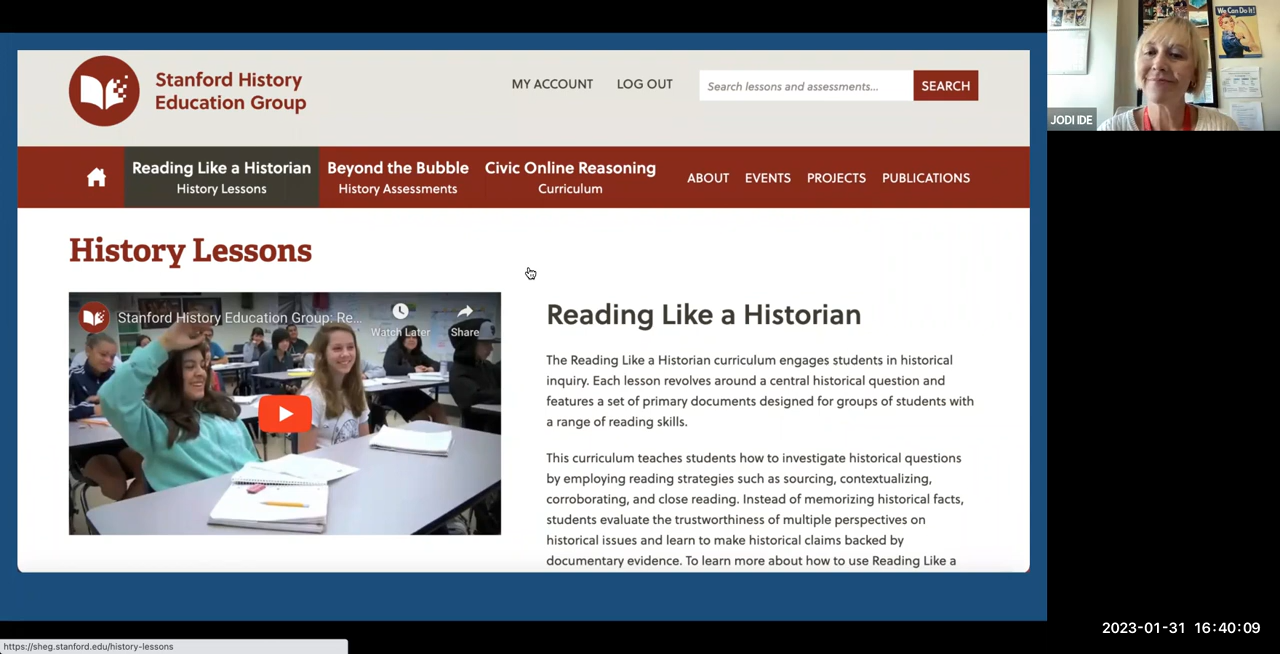 Stanford History
Education Group
MY ACCOUNT
LOG OUT
Search lessons and assessments...
SEARCH
Reading Like a Historian
History Lessons
Beyond the Bubble
History Assessments
Civic Online Reasoning
Curriculum
ABOUT
EVENTS
PROJECTS
PUBLICATIONS
History Lessons
Stanford History Education Group: Re...
Watch Later
Share
Reading Like a Historian
The Reading Like a Historian curriculum engages students in historical
inquiry. Each lesson revolves around a central historical question and
features a set of primary documents designed for groups of students with
a range of reading skills.
This curriculum teaches students how to investigate historical questions
by employing reading strategies such as sourcing, contextualizing,
corroborating, and close reading. Instead of memorizing historical facts,
students evaluate the trustworthiness of multiple perspectives on
historical issues and learn to make historical claims backed by
documentary evidence. To learn more about how to use Reading Like a
We Can Do It!
JODI IDE
2023-01-31 16:40:09
https://sheg.stanford.edu/history-lessons